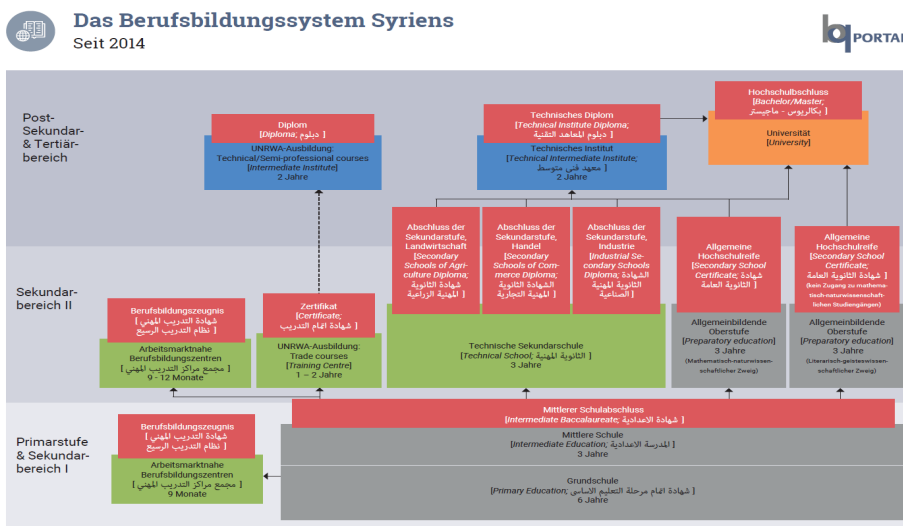 Das Berufsbildungssystem Syriens
Seit 2014
bq PORTAL
Post-
Sekundar-
& Tertiär-
bereich
Diplom
[Diploma; دبلوم ]
UNRWA-Ausbildung:
Technical/Semi-professional courses
[Intermediate Institute]
2 Jahre
Technisches Diplom
[Technical Institute Diploma;
دبلوم المعاهد التقنية ]
Technisches Institut
[Technical Intermediate Institute;
معهد فني متوسط ]
2 Jahre
Hochschulbschluss
[Bachelor/Master;
بكالريوس - ماجيستر ]
Universität
[University]
Sekundar-
bereich II
Berufsbildungszeugnis
[ شهادة التدريب المهني
نظام التدريب الرسيع ]
Arbeitsmarktnahe
Berufsbildungszentren
[ مجمع مراكز التدريب المهني ]
9 - 12 Monate
Zertifikat
[Certificate;
شهادة اتمام التدريب ]
UNRWA-Ausbildung:
Trade courses
[Training Centre]
1 – 2 Jahre
Abschluss der
Sekundarstufe,
Landwirtschaft
[Secondary
Schools of Agri-
culture Diploma;
شهادة الثانوية
المهنية الزراعية ]
Abschluss der
Sekundarstufe,
Handel
[Secondary
Schools of Com-
merce Diploma;
الشهادة الثانوية
المهنية التجارية ]
Abschluss der
Sekundarstufe,
Industrie
[Industrial Se-
condary Schools
Diploma; الشهادة
الثانوية المهنية
الصناعية ]
Technische Sekundarschule
[Technical School; الثانوية المهنية ]
3 Jahre
Allgemeine
Hochschulreife
[Secondary School
Certificate; شهادة
الثانوية العامة ]
Allgemeinbildende
Oberstufe
[Preparatory education]
3 Jahre
(Mathematisch-naturwissen-
schaftlicher Zweig)
Allgemeine
Hochschulreife
[Secondary School
Certificate;
شهادة الثانوية العامة ]
(kein Zugang zu mathema-
tisch-naturwissenschaft-
lichen Studiengängen)
Allgemeinbildende
Oberstufe
[Preparatory education]
3 Jahre
(Literarisch-geisteswissen-
schaftlicher Zweig)
Primarstufe
& Sekundar-
bereich I
Berufsbildungszeugnis
[ شهادة التدريب المهني
نظام التدريب الرسيع ]
Arbeitsmarktnahe
Berufsbildungszentren
[ مجمع مراكز التدريب المهني ]
9 Monate
Mittlerer Schulabschluss
[Intermediate Baccalaureate; شهادة الاعدادية ]
Mittlere Schule
[Intermediate Education; المدرسة الاعدادية ]
3 Jahre
Grundschule
[Primary Education; شهادة اتمام مرحلة التعليم الاساسي ]
6 Jahre